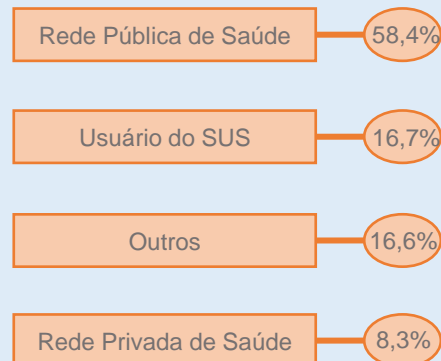 Rede Pública de Saúde 58,4%
Usuário do SUS 16,7%
Outros 16,6%
Rede Privada de Saúde 8,3%